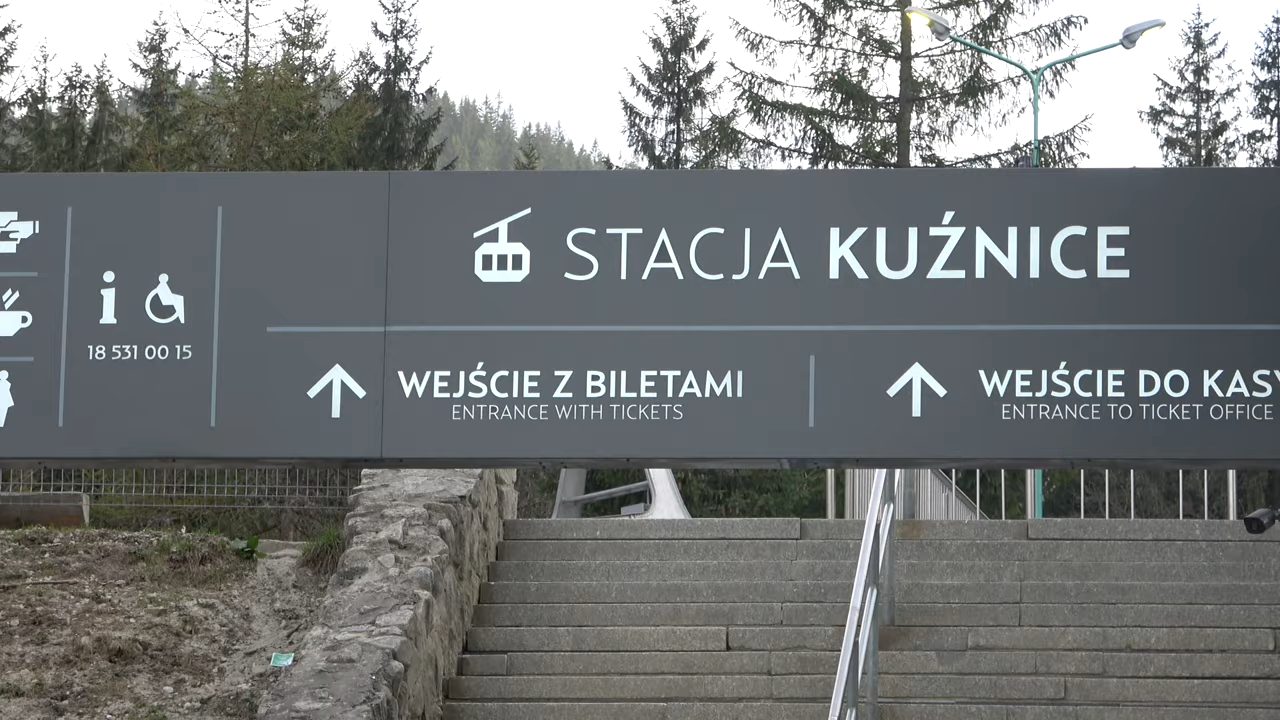 STACJA KUŹNICE
18 531 00 15
WEJŚCIE Z BILETAMI
ENTRANCE WITH TICKETS
WEJŚCIE DO KASY
ENTRANCE TO TICKET OFFICE